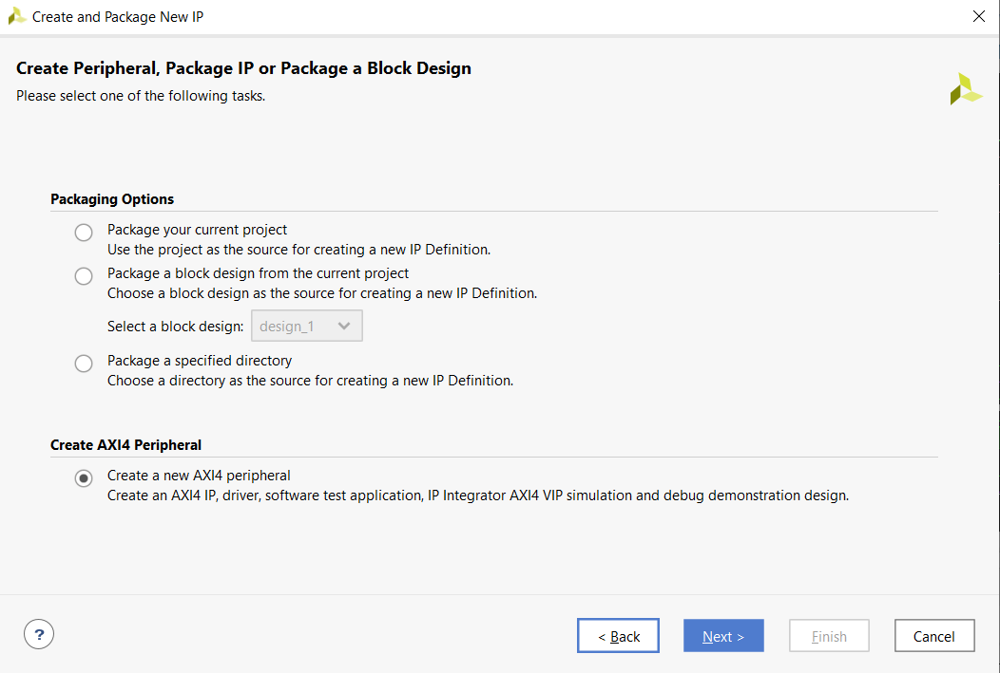 Create and Package New IP
Create Peripheral, Package IP or Package a Block Design
Please select one of the following tasks.
Packaging Options
Package your current project
Use the project as the source for creating a new IP Definition.
Package a block design from the current project
Choose a block design as the source for creating a new IP Definition.
Select a block design: design_1
Package a specified directory
Choose a directory as the source for creating a new IP Definition.
Create AXI4 Peripheral
Create a new AXI4 peripheral
Create an AXI4 IP, driver, software test application, IP Integrator AXI4 VIP simulation and debug demonstration design.
? < Back Next > Finish Cancel